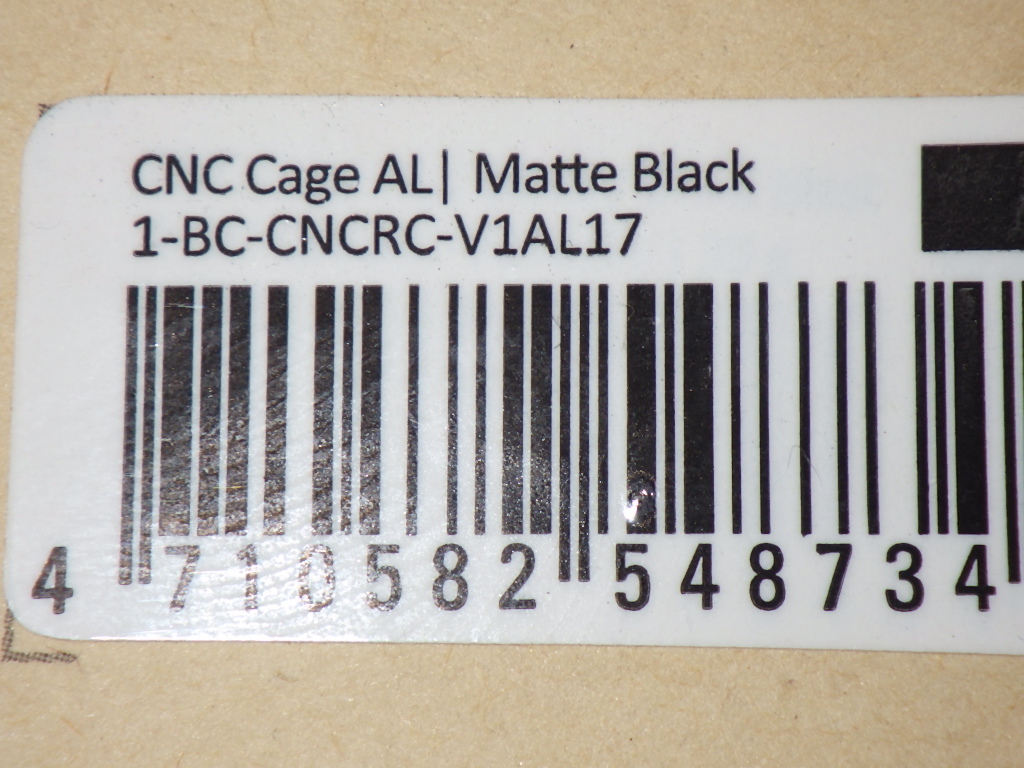 CNC Cage AL| Matte Black
1-BC-CNCRC-V1AL17
4 710582 548734